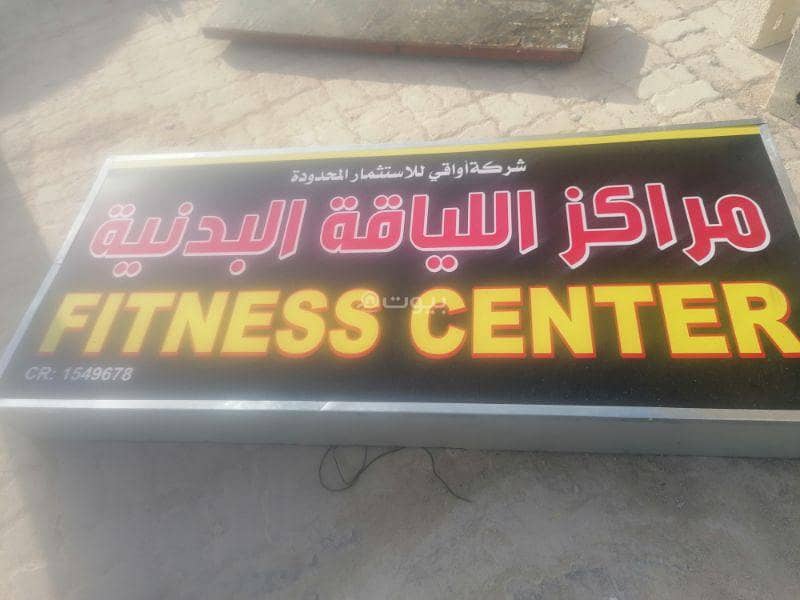 شركة أواقي للاستثمار المحدودة
مراكز اللياقة البدنية
FITNESS CENTER
بيوت@
CR: 1549678